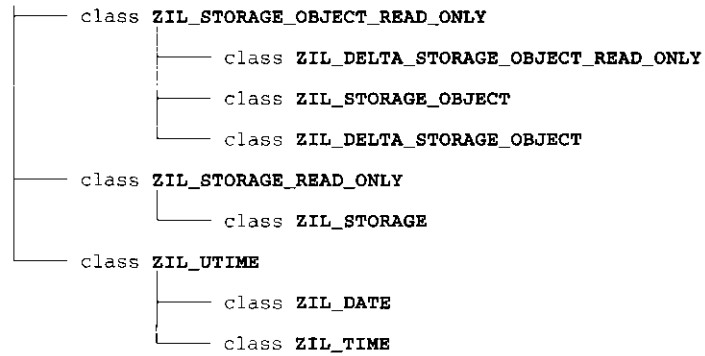 class ZIL_STORAGE_OBJECT_READ_ONLY
class ZIL_DELTA_STORAGE_OBJECT_READ_ONLY
class ZIL_STORAGE_OBJECT
class ZIL_DELTA_STORAGE_OBJECT
class ZIL_STORAGE_READ_ONLY
class ZIL_STORAGE
class ZIL_UTIME
class ZIL_DATE
class ZIL_TIME